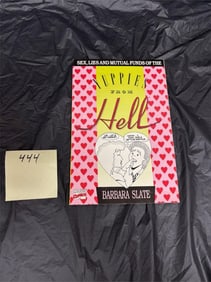 SEX, LIES AND MUTUAL FUNDS OF THE
YUPPIES
FROM
Hell
BARBARA SLATE
444